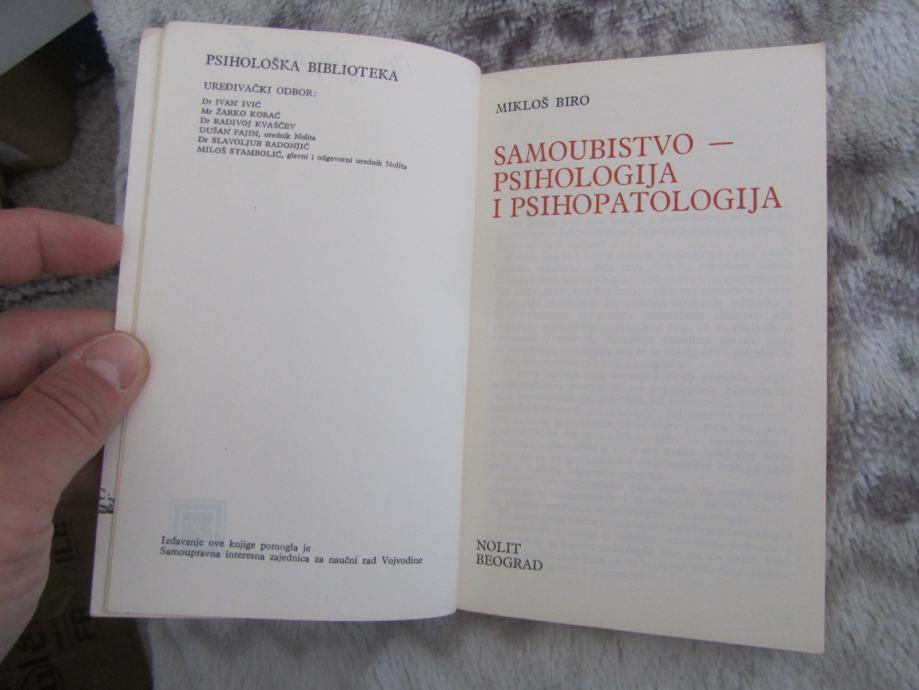 PSIHOLOŠKA BIBLIOTEKA
UREĐIVAČKI ODBOR:
Dr IVAN IVIĆ
Mr ŽARKO KORAĆ
Dr RADIVOJ KVAŠČEV
DUŠAN PAJIN, urednik Nolita
Dr SLAVOLJUB RADONJIĆ
MILOŠ STAMBOLIĆ, glavni i odgovorni urednik Nolita
Izdavanje ove knjige pomogla je
Samoupravna interesna zajednica za naučni rad Vojvodine
MIKLOŠ BIRO
SAMOUBISTVO —
PSIHOLOGIJA
I PSIHOPATOLOGIJA
NOLIT
BEOGRAD